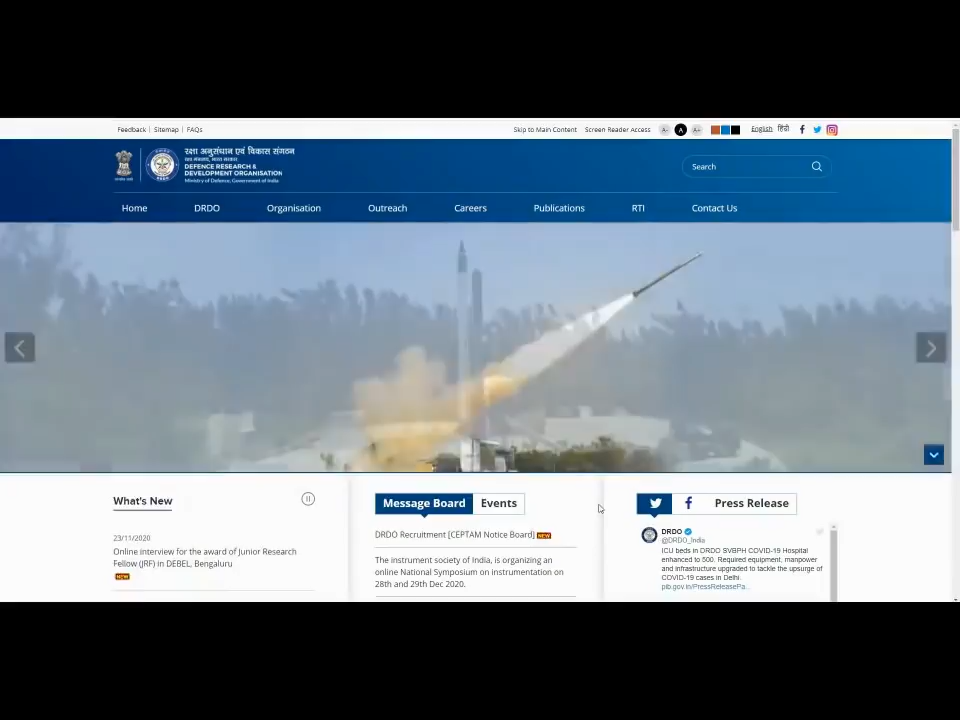 Feedback | Sitemap | FAQs
Skip to Main Content Screen Reader Access A- A A+ English हिंदी
रक्षा अनुसंधान एवं विकास संगठन
रक्षा मंत्रालय, भारत सरकार
DEFENCE RESEARCH &
DEVELOPMENT ORGANISATION
Ministry of Defence, Government of India
Search
Home DRDO Organisation Outreach Careers Publications RTI Contact Us
What's New
23/11/2020
Online interview for the award of Junior Research
Fellow (JRF) in DEBEL, Bengaluru
NEW
Message Board Events
DRDO Recruitment [CEPTAM Notice Board] NEW
The instrument society of India, is organizing an
online National Symposium on instrumentation on
28th and 29th Dec 2020.
Press Release
DRDO
@DRDO_India
ICU beds in DRDO SVBPH COVID-19 Hospital
enhanced to 500. Required equipment, manpower
and infrastructure upgraded to tackle the upsurge of
COVID-19 cases in Delhi.
pib.gov.in/PressReleasePa...